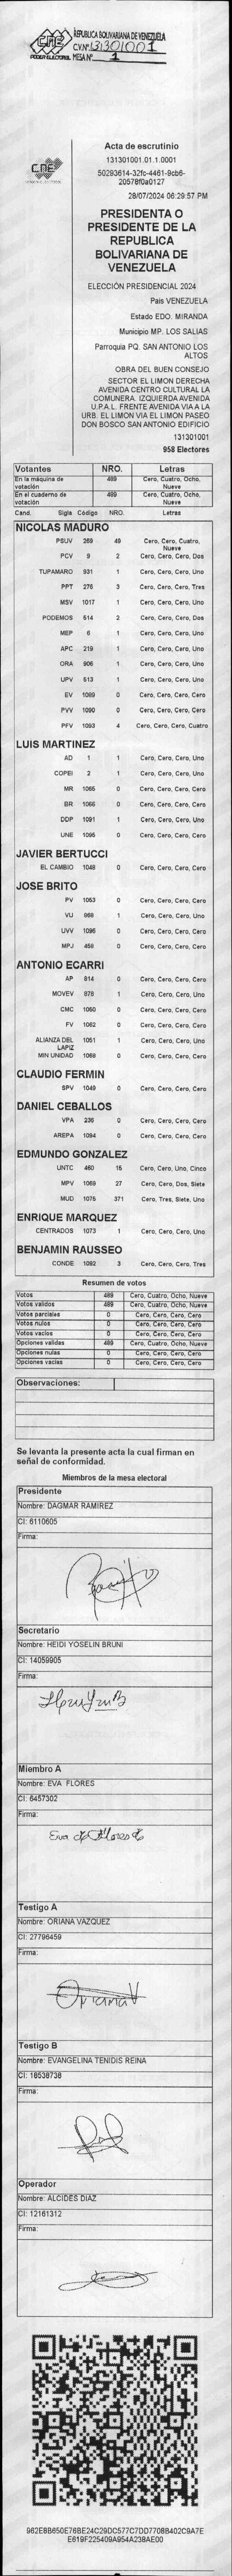 CNE
PODER ELECTORAL
REPUBLICA BOLIVARIANA DE VENEZUELA
C.V.Nº 131301001
MESA Nº 1
CNE
Acta de escrutinio
131301001.01.1.0001
28/07/2024 06:29:57 PM
PRESIDENTA O
PRESIDENTE DE LA
REPUBLICA
BOLIVARIANA DE
VENEZUELA
ELECCIÓN PRESIDENCIAL 2024
País VENEZUELA
Estado EDO. MIRANDA
Municipio MP. LOS SALIAS
Parroquia PQ. SAN ANTONIO LOS
ALTOS
OBRA DEL BUEN CONSEJO
SECTOR EL LIMON DERECHA
AVENIDA CENTRO CULTURAL LA
COMUNERA. IZQUIERDA AVENIDA
U.P.A.L. FRENTE AVENIDA VIA A LA
URB. EL LIMON VIA EL LIMON PASEO
DON BOSCO SAN ANTONIO EDIFICIO
131301001
958 Electores
Votantes NRO. Letras
En la máquina de votación 489 Cero, Cuatro, Ocho, Nueve
En el cuaderno de votación 489 Cero, Cuatro, Ocho, Nueve
Cand. Sigla Código NRO. Letras
NICOLAS MADURO
PSUV 269 49 Cero, Cero, Cuatro, Nueve
PCV 9 2 Cero, Cero, Cero, Dos
TUPAMARO 931 1 Cero, Cero, Cero, Uno
PPT 276 3 Cero, Cero, Cero, Tres
MSV 1017 1 Cero, Cero, Cero, Uno
PODEMOS 514 2 Cero, Cero, Cero, Dos
MEP 6 1 Cero, Cero, Cero, Uno
APC 219 1 Cero, Cero, Cero, Uno
ORA 906 1 Cero, Cero, Cero, Uno
UPV 513 1 Cero, Cero, Cero, Uno
EV 1089 0 Cero, Cero, Cero, Cero
PVV 1090 0 Cero, Cero, Cero, Cero
PFV 1093 4 Cero, Cero, Cero, Cuatro
LUIS MARTINEZ
AD 1 1 Cero, Cero, Cero, Uno
COPEI 2 1 Cero, Cero, Cero, Uno
MR 1065 0 Cero, Cero, Cero, Cero
BR 1066 0 Cero, Cero, Cero, Cero
DDP 1091 1 Cero, Cero, Cero, Uno
UNE 1095 0 Cero, Cero, Cero, Cero
JAVIER BERTUCCI
EL CAMBIO 1048 0 Cero, Cero, Cero, Cero
JOSE BRITO
PV 1053 0 Cero, Cero, Cero, Cero
VU 868 1 Cero, Cero, Cero, Uno
UVV 1096 0 Cero, Cero, Cero, Cero
MPJ 458 0 Cero, Cero, Cero, Cero
ANTONIO ECARRI
AP 814 0 Cero, Cero, Cero, Cero
MOVEV 878 1 Cero, Cero, Cero, Uno
CMC 1050 0 Cero, Cero, Cero, Cero
FV 1082 0 Cero, Cero, Cero, Cero
ALIANZA DEL LAPIZ 1051 1 Cero, Cero, Cero, Uno
MIN UNIDAD 1068 0 Cero, Cero, Cero, Cero
CLAUDIO FERMIN
SPV 1049 0 Cero, Cero, Cero, Cero
DANIEL CEBALLOS
VPA 236 0 Cero, Cero, Cero, Cero
AREPA 1094 0 Cero, Cero, Cero, Cero
EDMUNDO GONZALEZ
UNTC 460 15 Cero, Cero, Uno, Cinco
MPV 1069 27 Cero, Cero, Dos, Siete
MUD 1075 371 Cero, Tres, Siete, Uno
ENRIQUE MARQUEZ
CENTRADOS 1073 1 Cero, Cero, Cero, Uno
BENJAMIN RAUSSEO
CONDE 1092 3 Cero, Cero, Cero, Tres
Resumen de votos
Votos 489 Cero, Cuatro, Ocho, Nueve
Votos validos 489 Cero, Cuatro, Ocho, Nueve
Votos parciales 0 Cero, Cero, Cero, Cero
Votos nulos 0 Cero, Cero, Cero, Cero
Votos vacios 0 Cero, Cero, Cero, Cero
Opciones validas 489 Cero, Cuatro, Ocho, Nueve
Opciones nulas 0 Cero, Cero, Cero, Cero
Opciones vacias 0 Cero, Cero, Cero, Cero
Observaciones:
Se levanta la presente acta la cual firman en
señal de conformidad.
Miembros de la mesa electoral
Presidente
Nombre: DAGMAR RAMIREZ
CI: 6110605
Firma:
Secretario
Nombre: HEIDI YOSELIN BRUNI
CI: 14059905
Firma:
Miembro A
Nombre: EVA FLORES
CI: 6457302
Firma:
Eva de Flores
Testigo A
Nombre: ORIANA VAZQUEZ
CI: 27796459
Firma:
Oriana V
Testigo B
Nombre: EVANGELINA TENIDIS REINA
CI: 18538738
Firma:
Operador
Nombre: ALCIDES DIAZ
CI: 12161312
Firma:
962E8B650E76BE24C29DC577C7DD7708B402C9A7E
E619F225409A954A238AE00